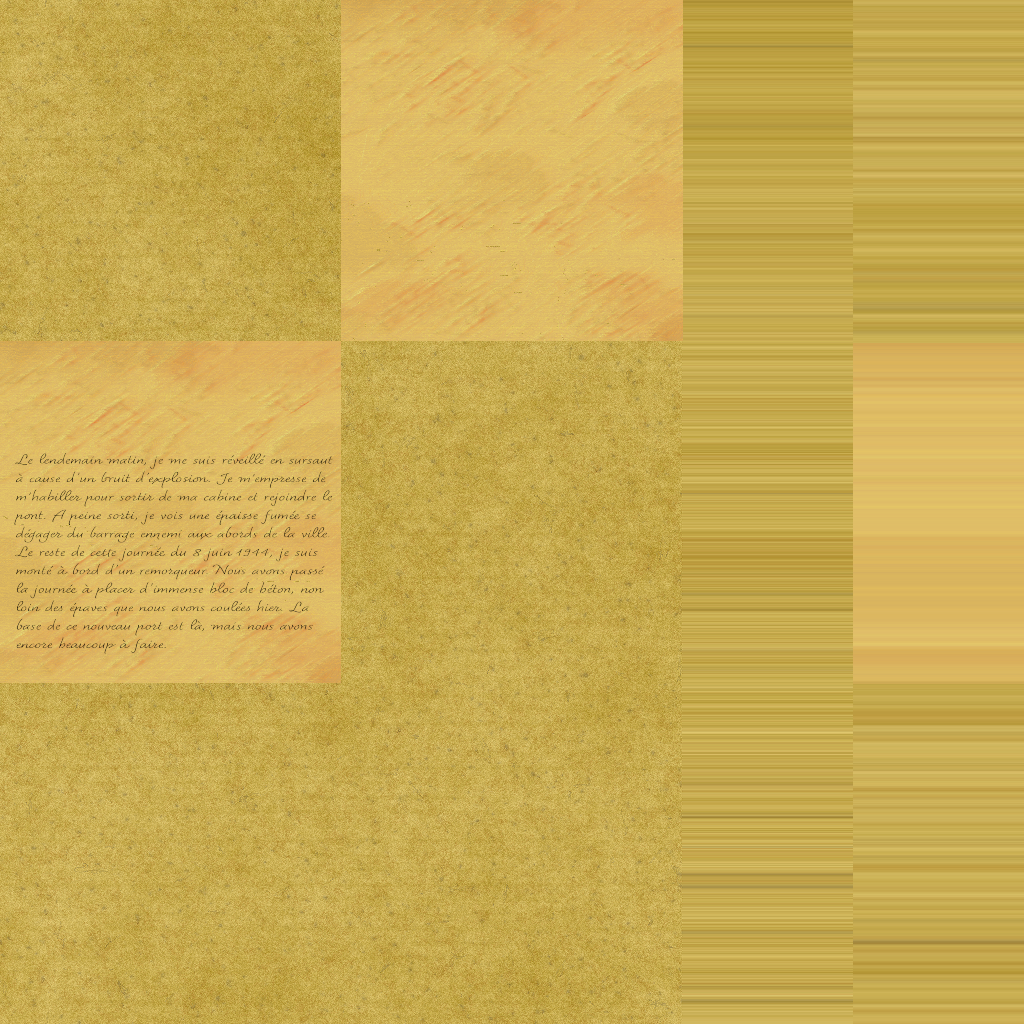 Le lendemain matin, je me suis réveillé en sursaut
à cause d'un bruit d'explosion. Je m'empresse de
m'habiller pour sortir de ma cabine et rejoindre le
pont. A peine sorti, je vois une épaisse fumée se
dégager du barrage ennemi aux abords de la ville.
Le reste de cette journée du 8 juin 1944, je suis
monté à bord d'un remorqueur. Nous avons passé
la journée à placer d'immense bloc de béton, non
loin des épaves que nous avons coulées hier. La
base de ce nouveau port est là, mais nous avons
encore beaucoup à faire.